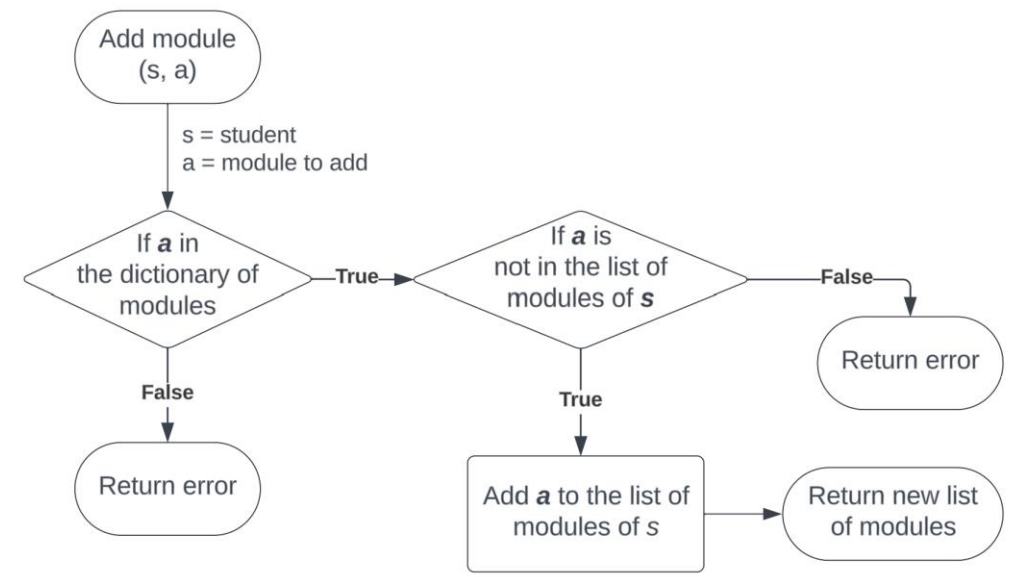 Add module
(s, a)
s = student
a = module to add
If a in
the dictionary of
modules
True
If a is
not in the list of
modules of s
False
Return error
False
Return error
True
Add a to the list of
modules of s
Return new list
of modules